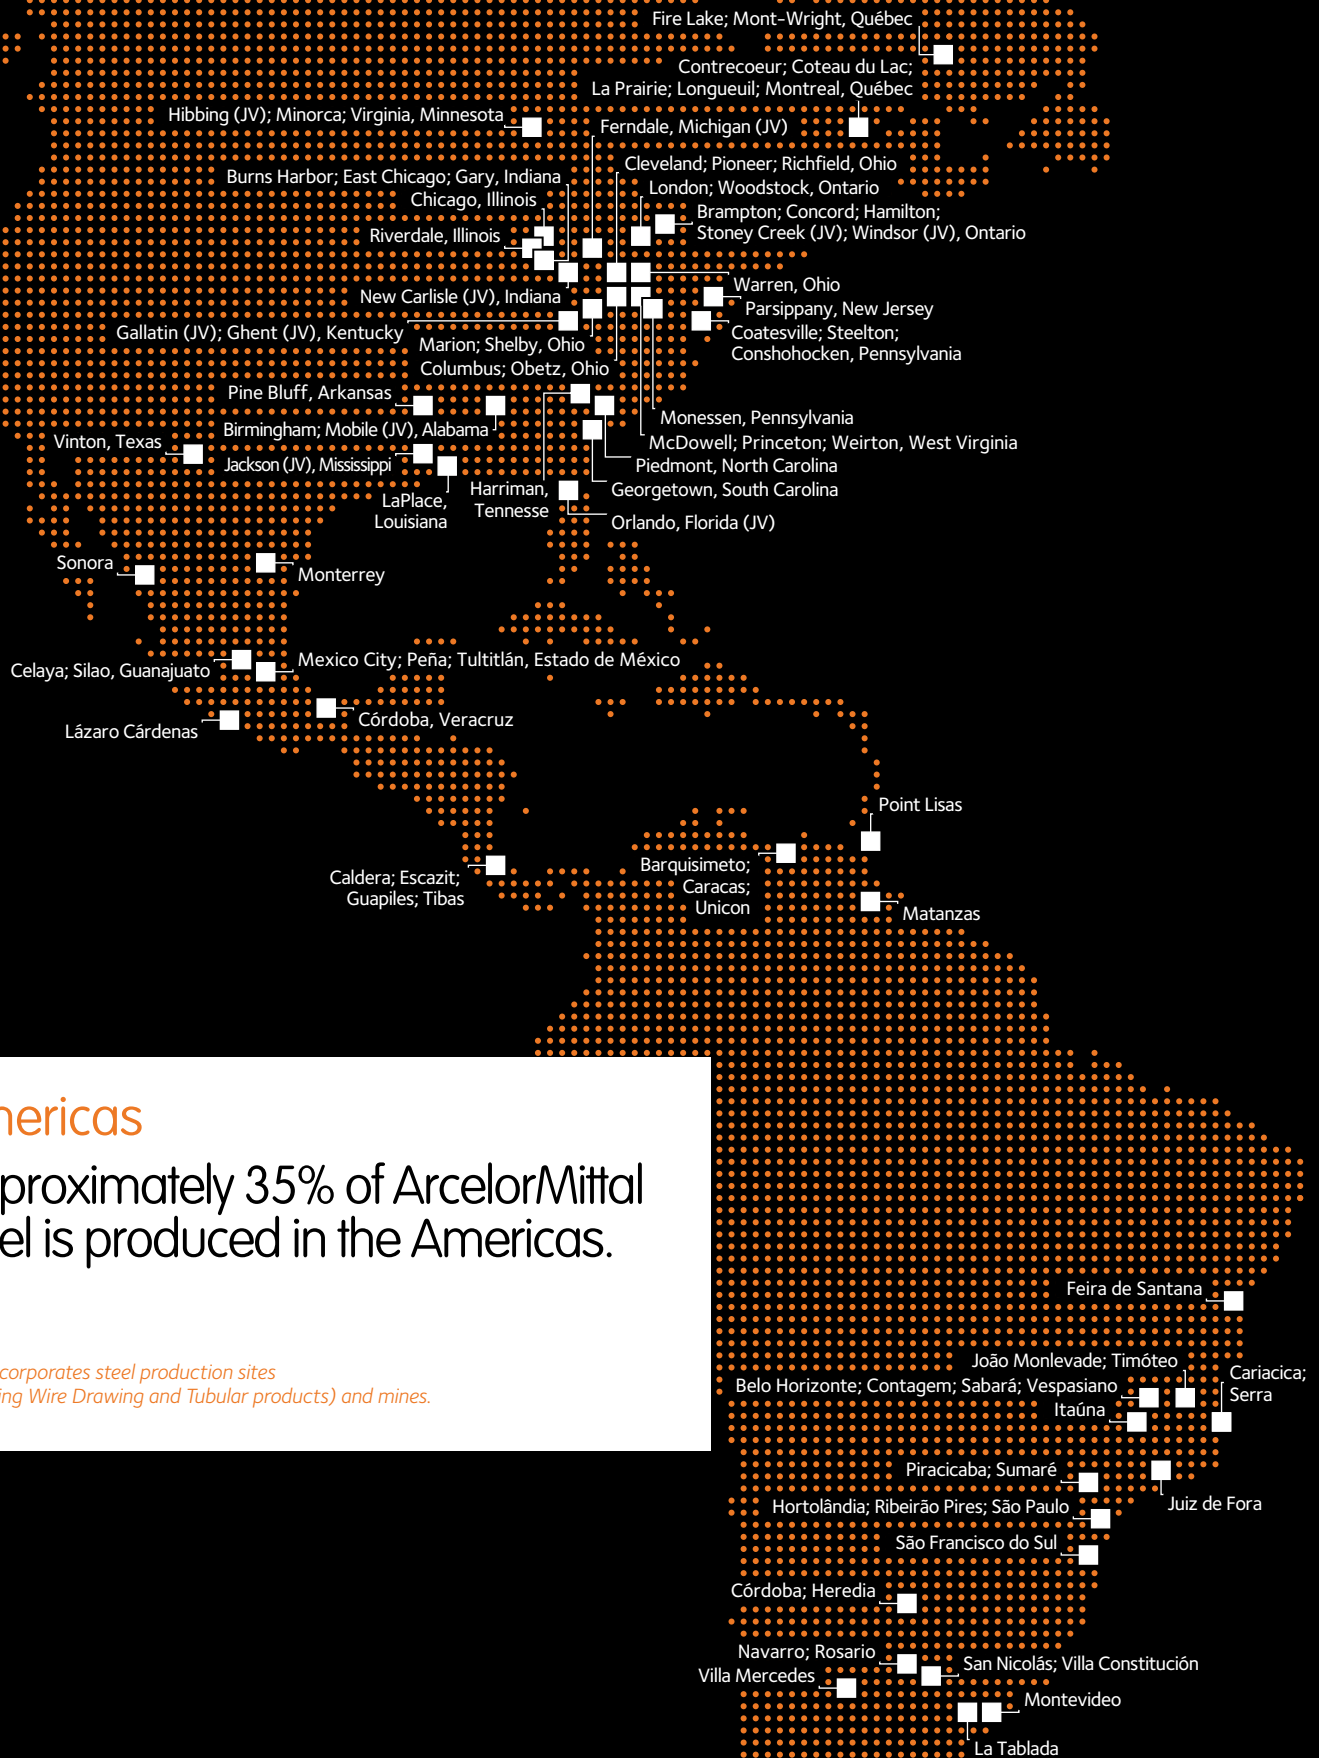 Fire Lake; Mont-Wright, Québec
Contrecoeur; Coteau du Lac;
La Prairie; Longueuil; Montreal, Québec
Hibbing (JV); Minorca; Virginia, Minnesota
Ferndale, Michigan (JV)
Cleveland; Pioneer; Richfield, Ohio
Burns Harbor; East Chicago; Gary, Indiana
London; Woodstock, Ontario
Chicago, Illinois
Brampton; Concord; Hamilton;
Stoney Creek (JV); Windsor (JV), Ontario
Riverdale, Illinois
Warren, Ohio
New Carlisle (JV), Indiana
Parsippany, New Jersey
Gallatin (JV); Ghent (JV), Kentucky
Coatesville; Steelton;
Conshohocken, Pennsylvania
Marion; Shelby, Ohio
Columbus; Obetz, Ohio
Pine Bluff, Arkansas
Monessen, Pennsylvania
Birmingham; Mobile (JV), Alabama
Vinton, Texas
McDowell; Princeton; Weirton, West Virginia
Jackson (JV), Mississippi
Piedmont, North Carolina
Harriman,
Tennesse
Georgetown, South Carolina
LaPlace,
Louisiana
Orlando, Florida (JV)
Sonora
Monterrey
Celaya; Silao, Guanajuato
Mexico City; Peña; Tultitlán, Estado de México
Córdoba, Veracruz
Lázaro Cárdenas
Point Lisas
Barquisimeto;
Caracas;
Unicon
Caldera; Escazit;
Guapiles; Tibas
Matanzas
nericas
proximately 35% of ArcelorMittal
el is produced in the Americas.
corporates steel production sites
ng Wire Drawing and Tubular products) and mines.
Feira de Santana
João Monlevade; Timóteo
Cariacica;
Serra
Belo Horizonte; Contagem; Sabará; Vespasiano
Itaúna
Piracicaba; Sumaré
Juiz de Fora
Hortolândia; Ribeirão Pires; São Paulo
São Francisco do Sul
Córdoba; Heredia
Navarro; Rosario
San Nicolás; Villa Constitución
Villa Mercedes
Montevideo
La Tablada